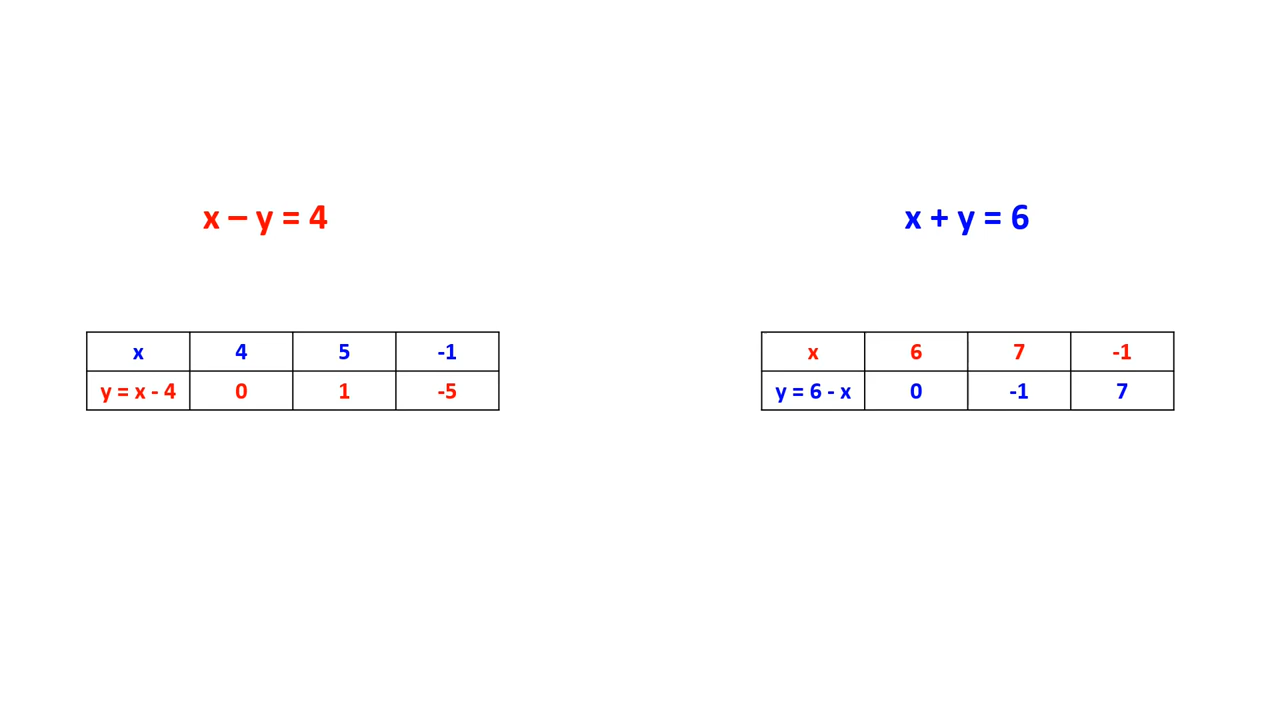 x – y = 4
x + y = 6
x 4 5 -1
y = x - 4 0 1 -5
x 6 7 -1
y = 6 - x 0 -1 7